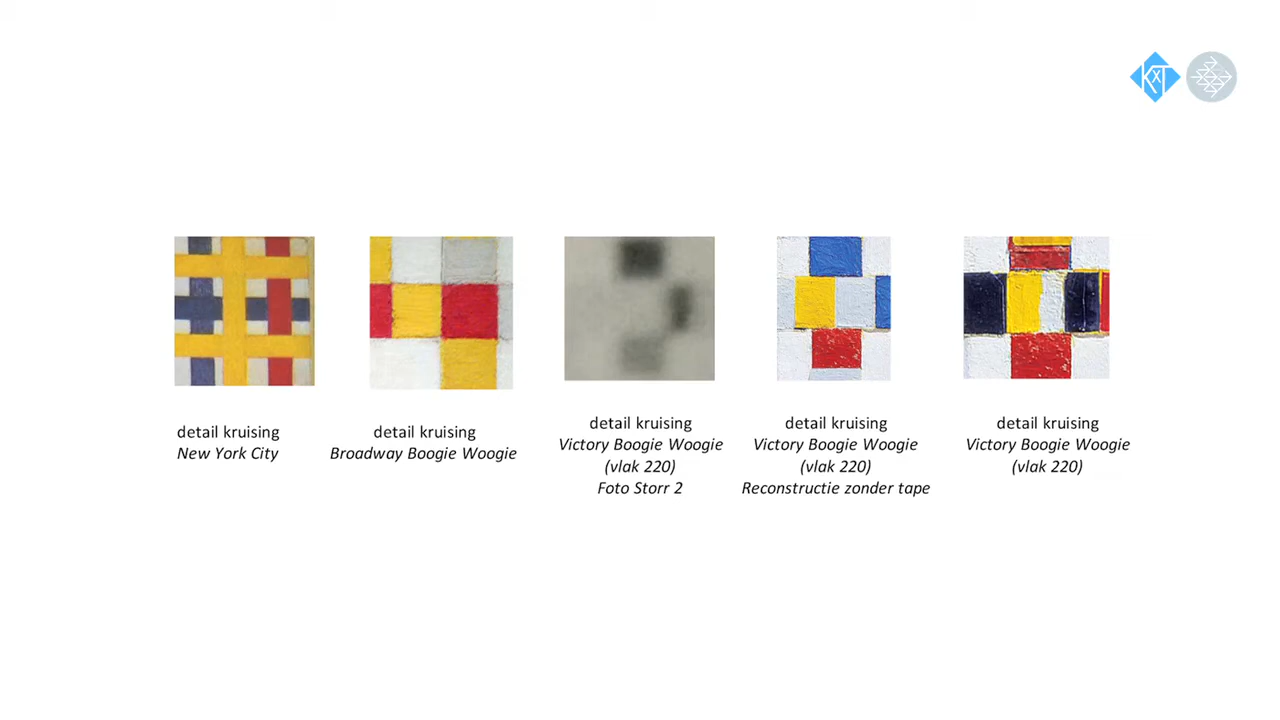 KxT
detail kruising
New York City
detail kruising
Broadway Boogie Woogie
detail kruising
Victory Boogie Woogie
(vlak 220)
Foto Storr 2
detail kruising
Victory Boogie Woogie
(vlak 220)
Reconstructie zonder tape
detail kruising
Victory Boogie Woogie
(vlak 220)